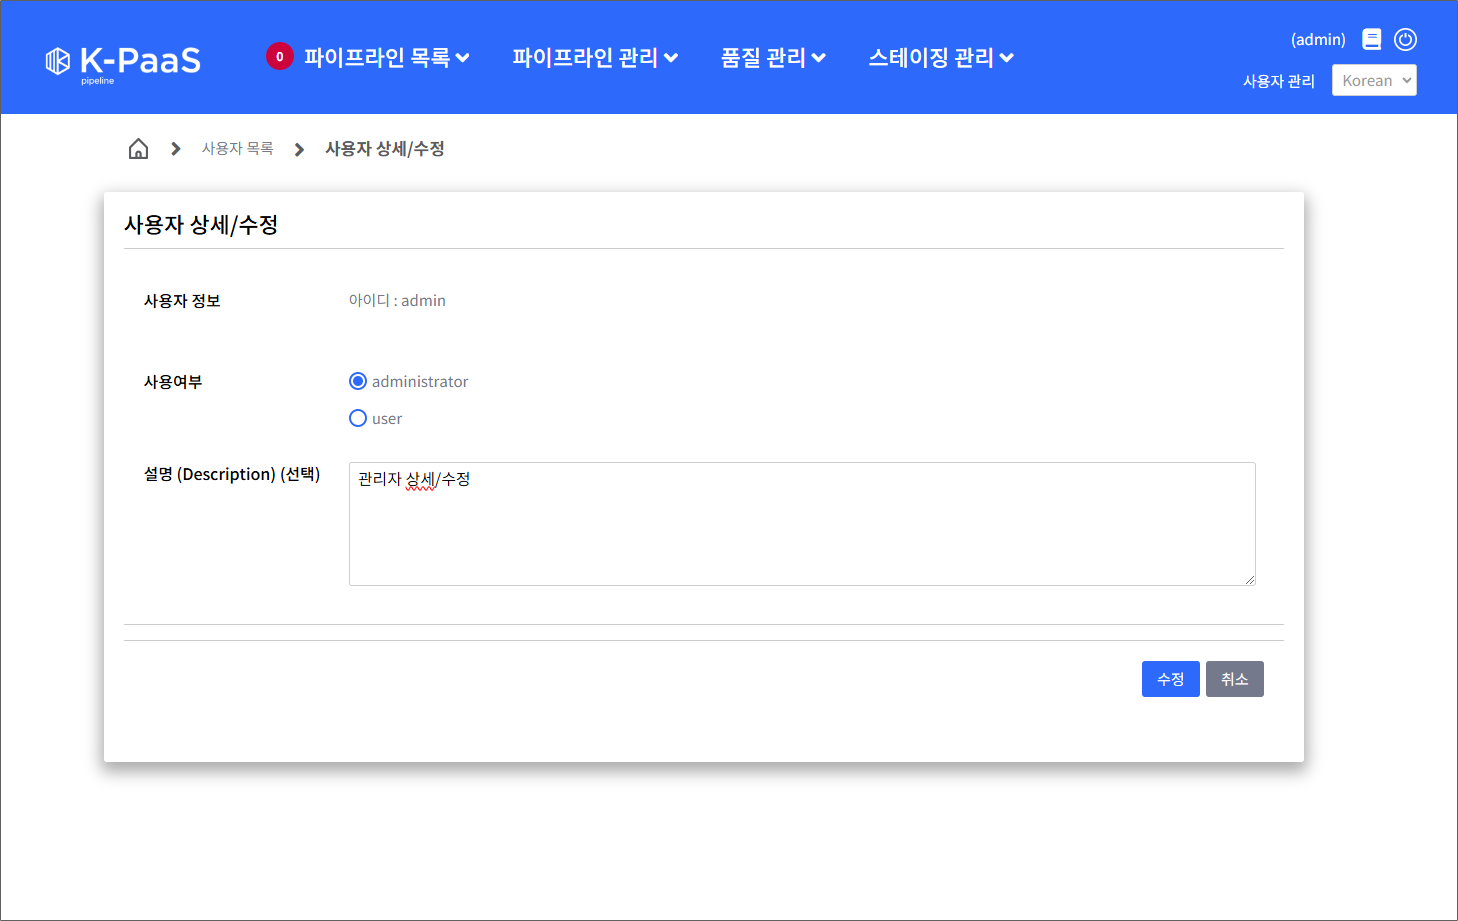 K-PaaS
pipeline
0 파이프라인 목록 파이프라인 관리 품질 관리 스테이징 관리
(admin)
사용자 관리 Korean
사용자 목록 사용자 상세/수정
사용자 상세/수정
사용자 정보 아이디 : admin
사용여부 administrator
user
설명 (Description) (선택) 관리자 상세/수정
수정 취소